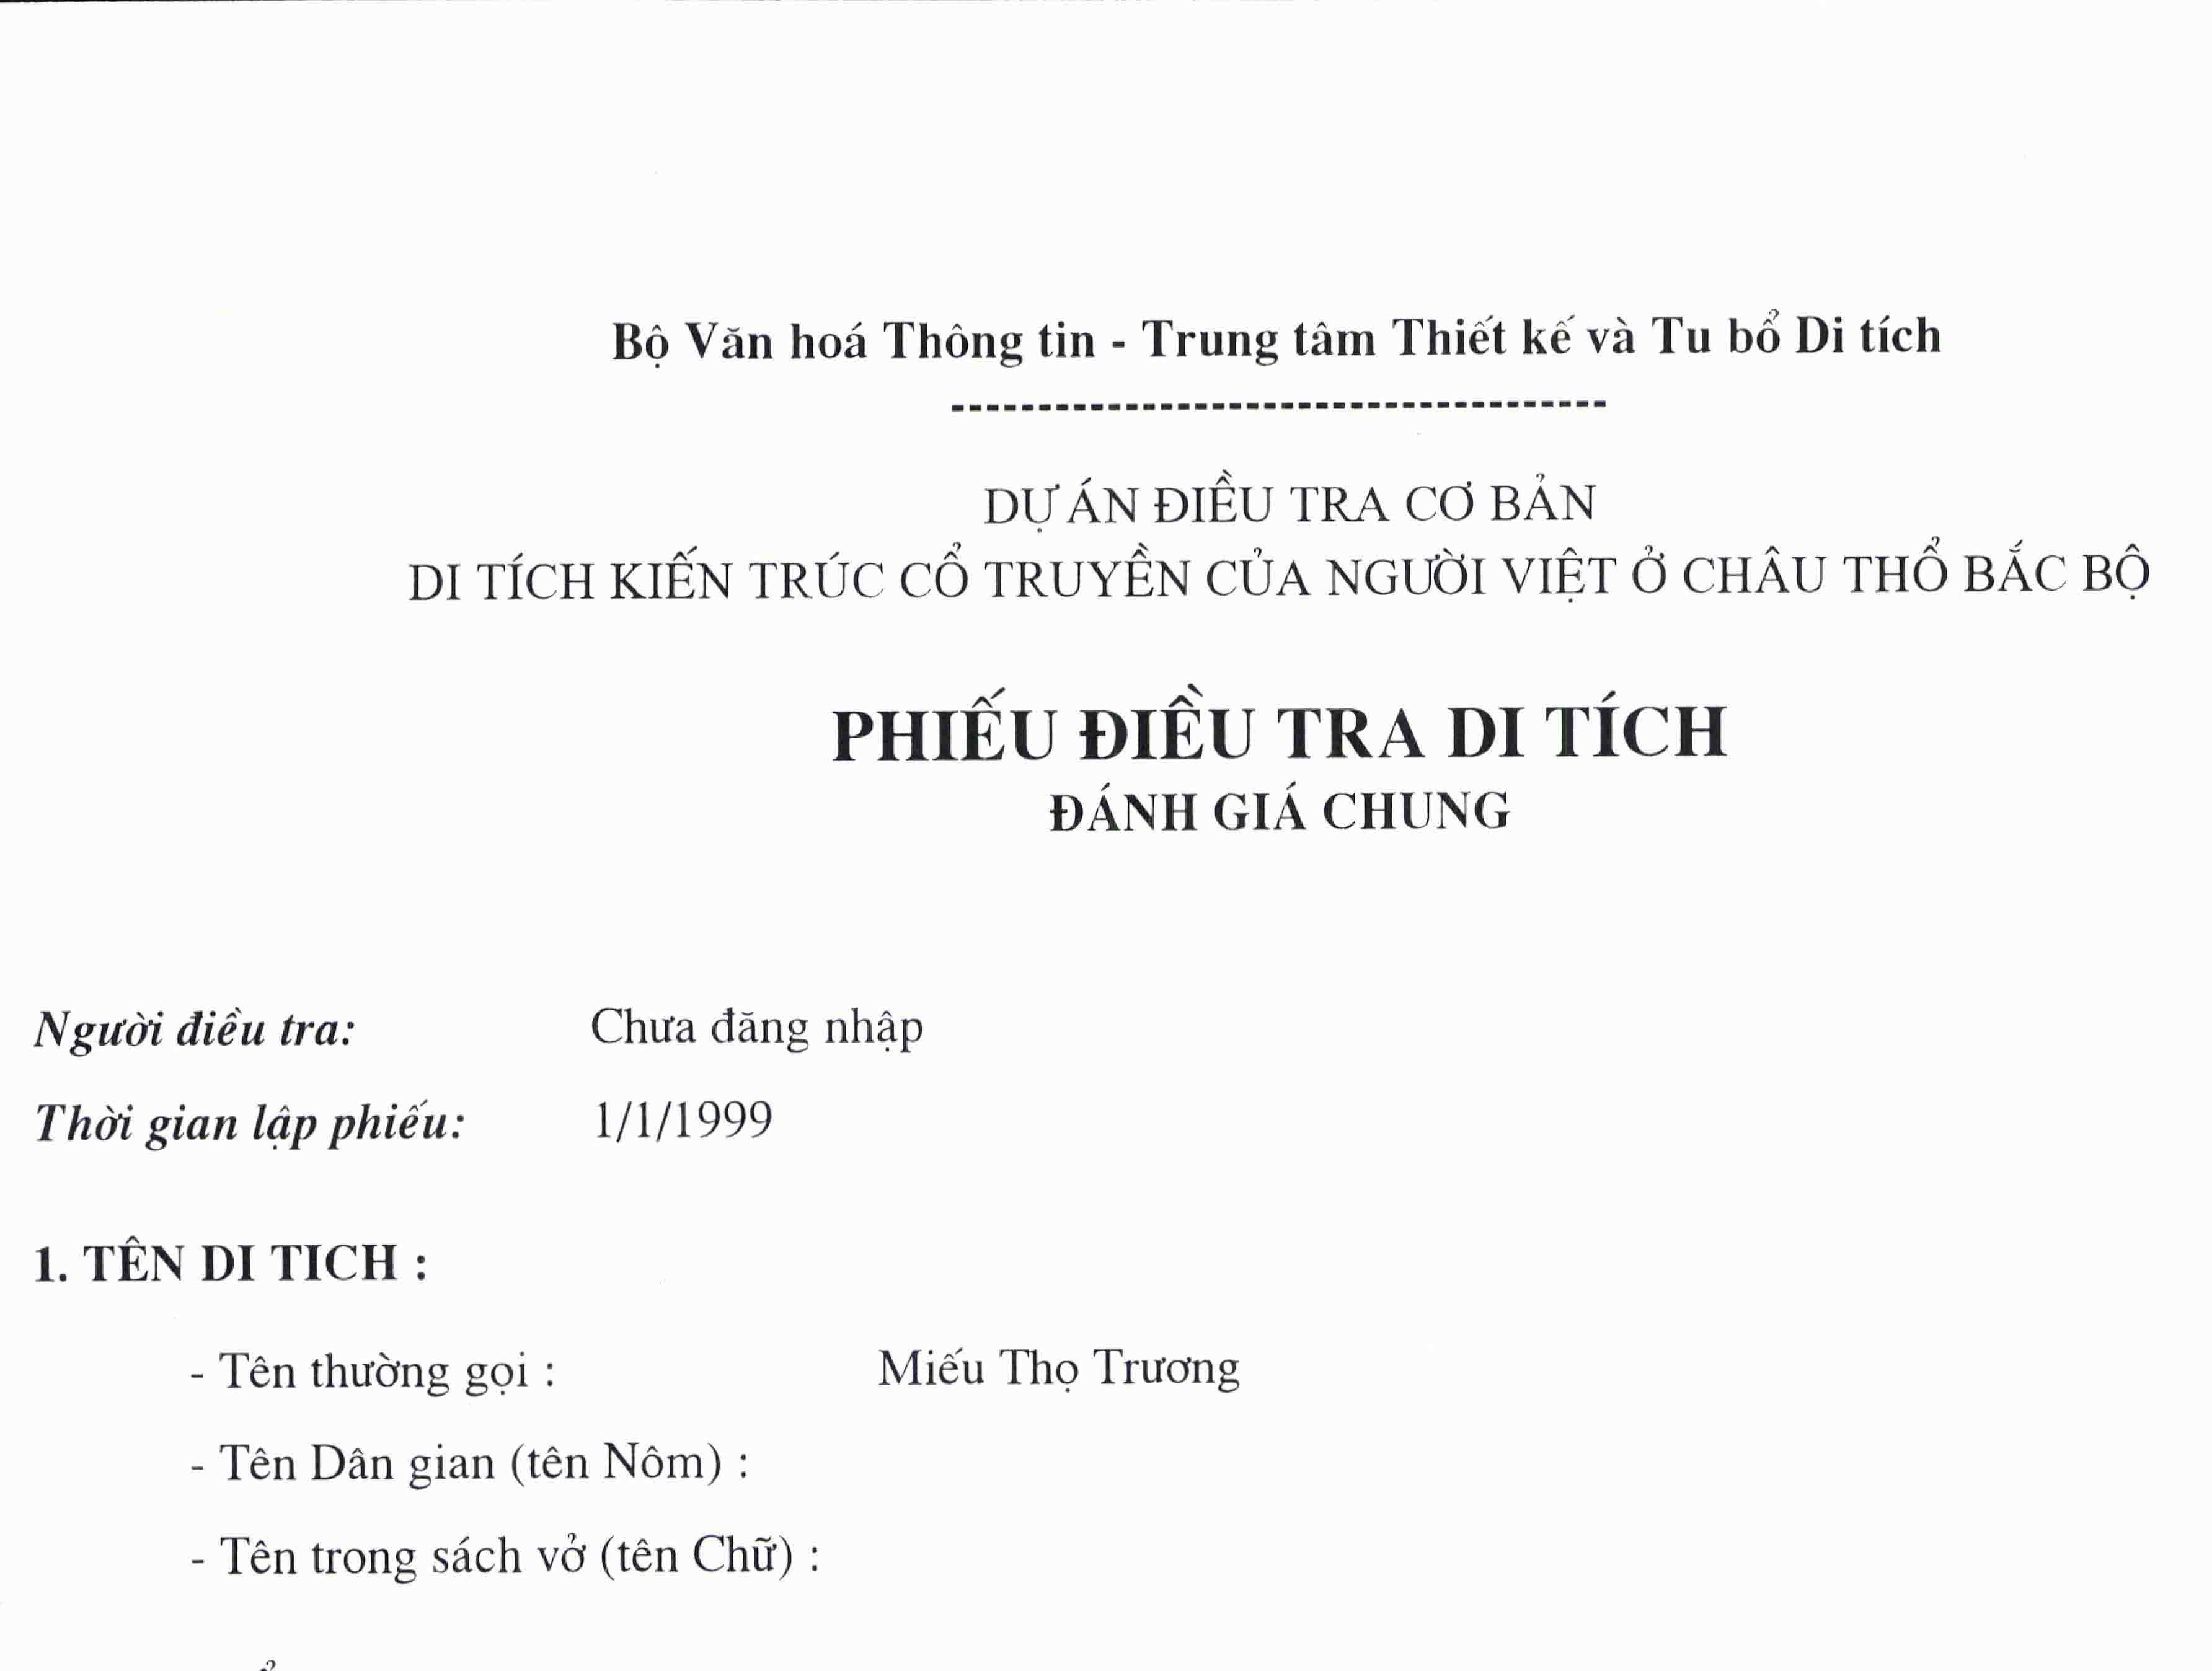 Bộ Văn hoá Thông tin - Trung tâm Thiết kế và Tu bổ Di tích
---------------------------------------
DỰ ÁN ĐIỀU TRA CƠ BẢN
DI TÍCH KIẾN TRÚC CỔ TRUYỀN CỦA NGƯỜI VIỆT Ở CHÂU THỔ BẮC BỘ
PHIẾU ĐIỀU TRA DI TÍCH
ĐÁNH GIÁ CHUNG
Người điều tra: Chưa đăng nhập
Thời gian lập phiếu: 1/1/1999
1. TÊN DI TICH :
- Tên thường gọi : Miếu Thọ Trương
- Tên Dân gian (tên Nôm) :
- Tên trong sách vở (tên Chữ) :